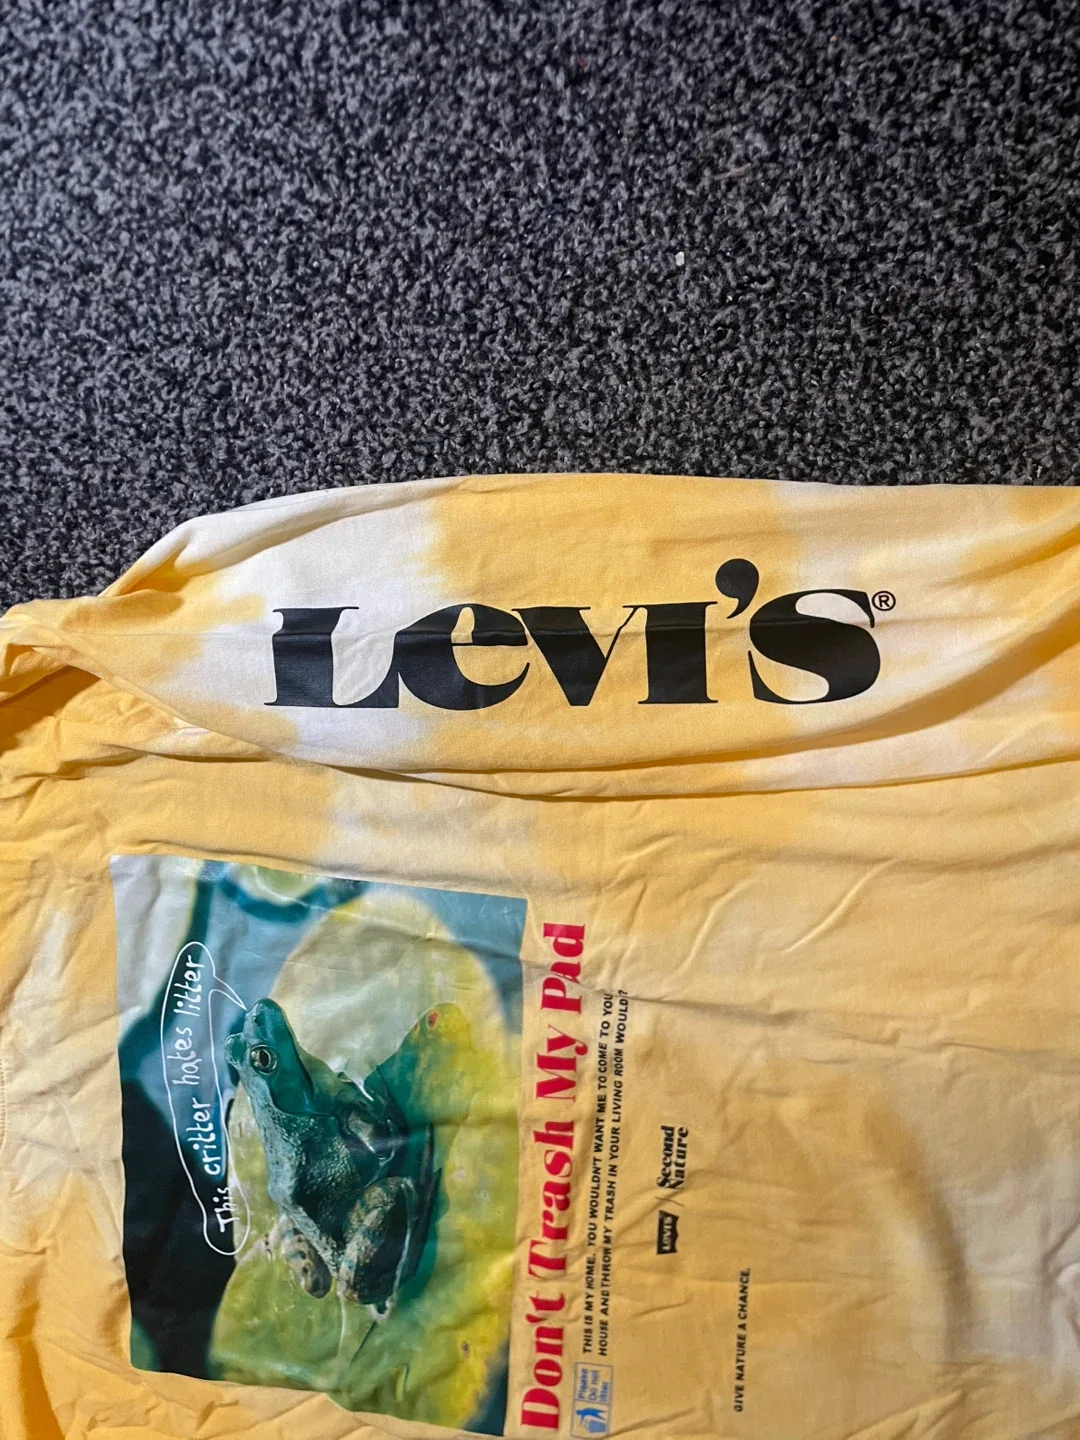 Levi's®
This critter hates litter
Don't Trash My Pad
Please
Do not
litter
THIS IS MY HOME. YOU WOULDN'T WANT ME TO COME TO YOU
HOUSE AND THROW MY TRASH IN YOUR LIVING ROOM WOULD?
LEVI'S / Second
Nature
GIVE NATURE A CHANCE.